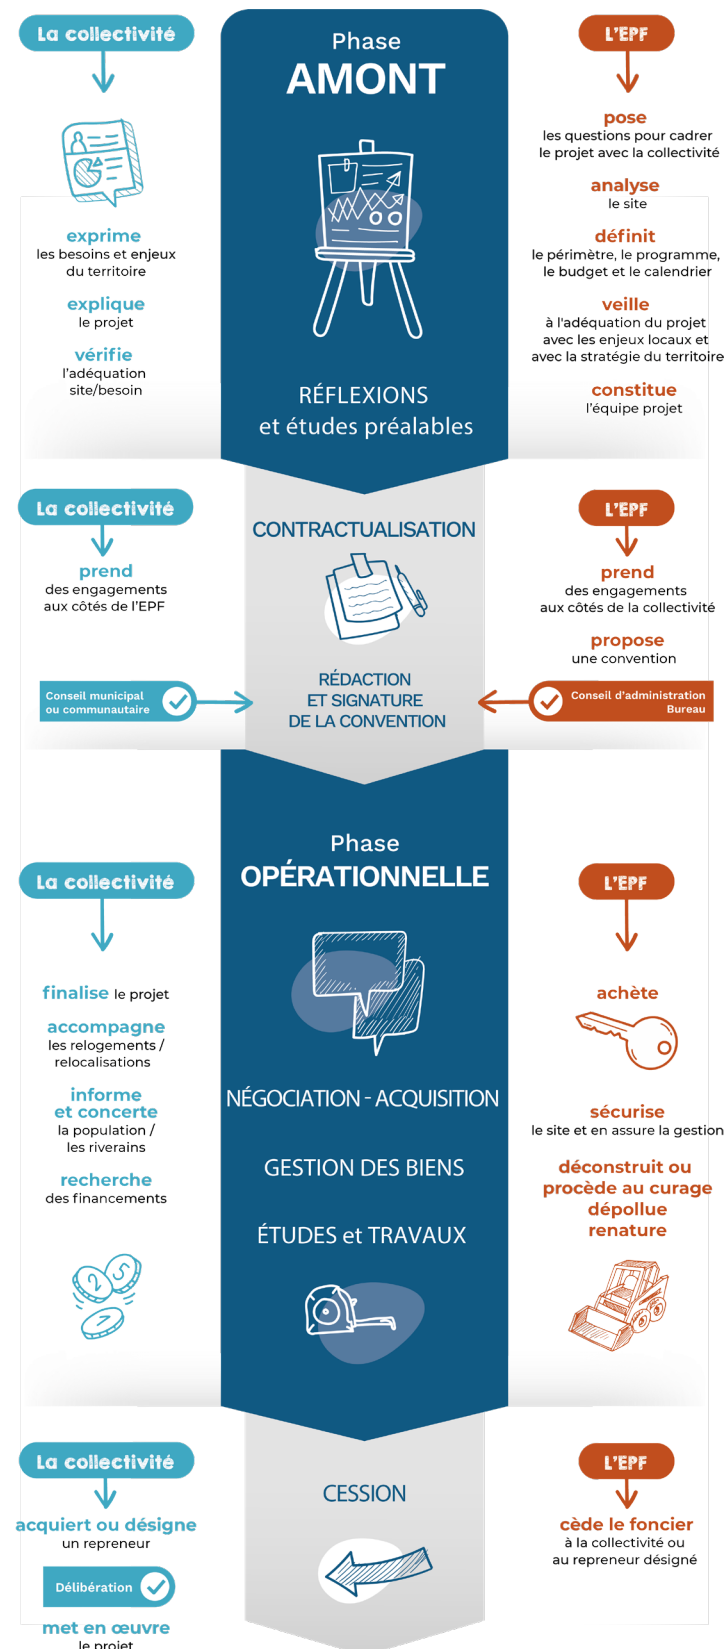 La collectivité
exprime
les besoins et enjeux
du territoire
explique
le projet
vérifie
l'adéquation
site/besoin
Phase
AMONT
RÉFLEXIONS
et études préalables
L'EPF
pose
les questions pour cadrer
le projet avec la collectivité
analyse
le site
définit
le périmètre, le programme,
le budget et le calendrier
veille
à l'adéquation du projet
avec les enjeux locaux et
avec la stratégie du territoire
constitue
l'équipe projet
La collectivité
prend
des engagements
aux côtés de l'EPF
Conseil municipal
ou communautaire
CONTRACTUALISATION
RÉDACTION
ET SIGNATURE
DE LA CONVENTION
L'EPF
prend
des engagements
aux côtés de la collectivité
propose
une convention
Conseil d'administration
Bureau
La collectivité
finalise le projet
accompagne
les relogements /
relocalisations
informe
et concerte
la population /
les riverains
recherche
des financements
2 5
1
Phase
OPÉRATIONNELLE
NÉGOCIATION - ACQUISITION
GESTION DES BIENS
ÉTUDES et TRAVAUX
L'EPF
achète
sécurise
le site et en assure la gestion
déconstruit ou
procède au curage
dépollue
renature
La collectivité
acquiert ou désigne
un repreneur
Délibération
met en œuvre
le projet
CESSION
L'EPF
cède le foncier
à la collectivité ou
au repreneur désigné